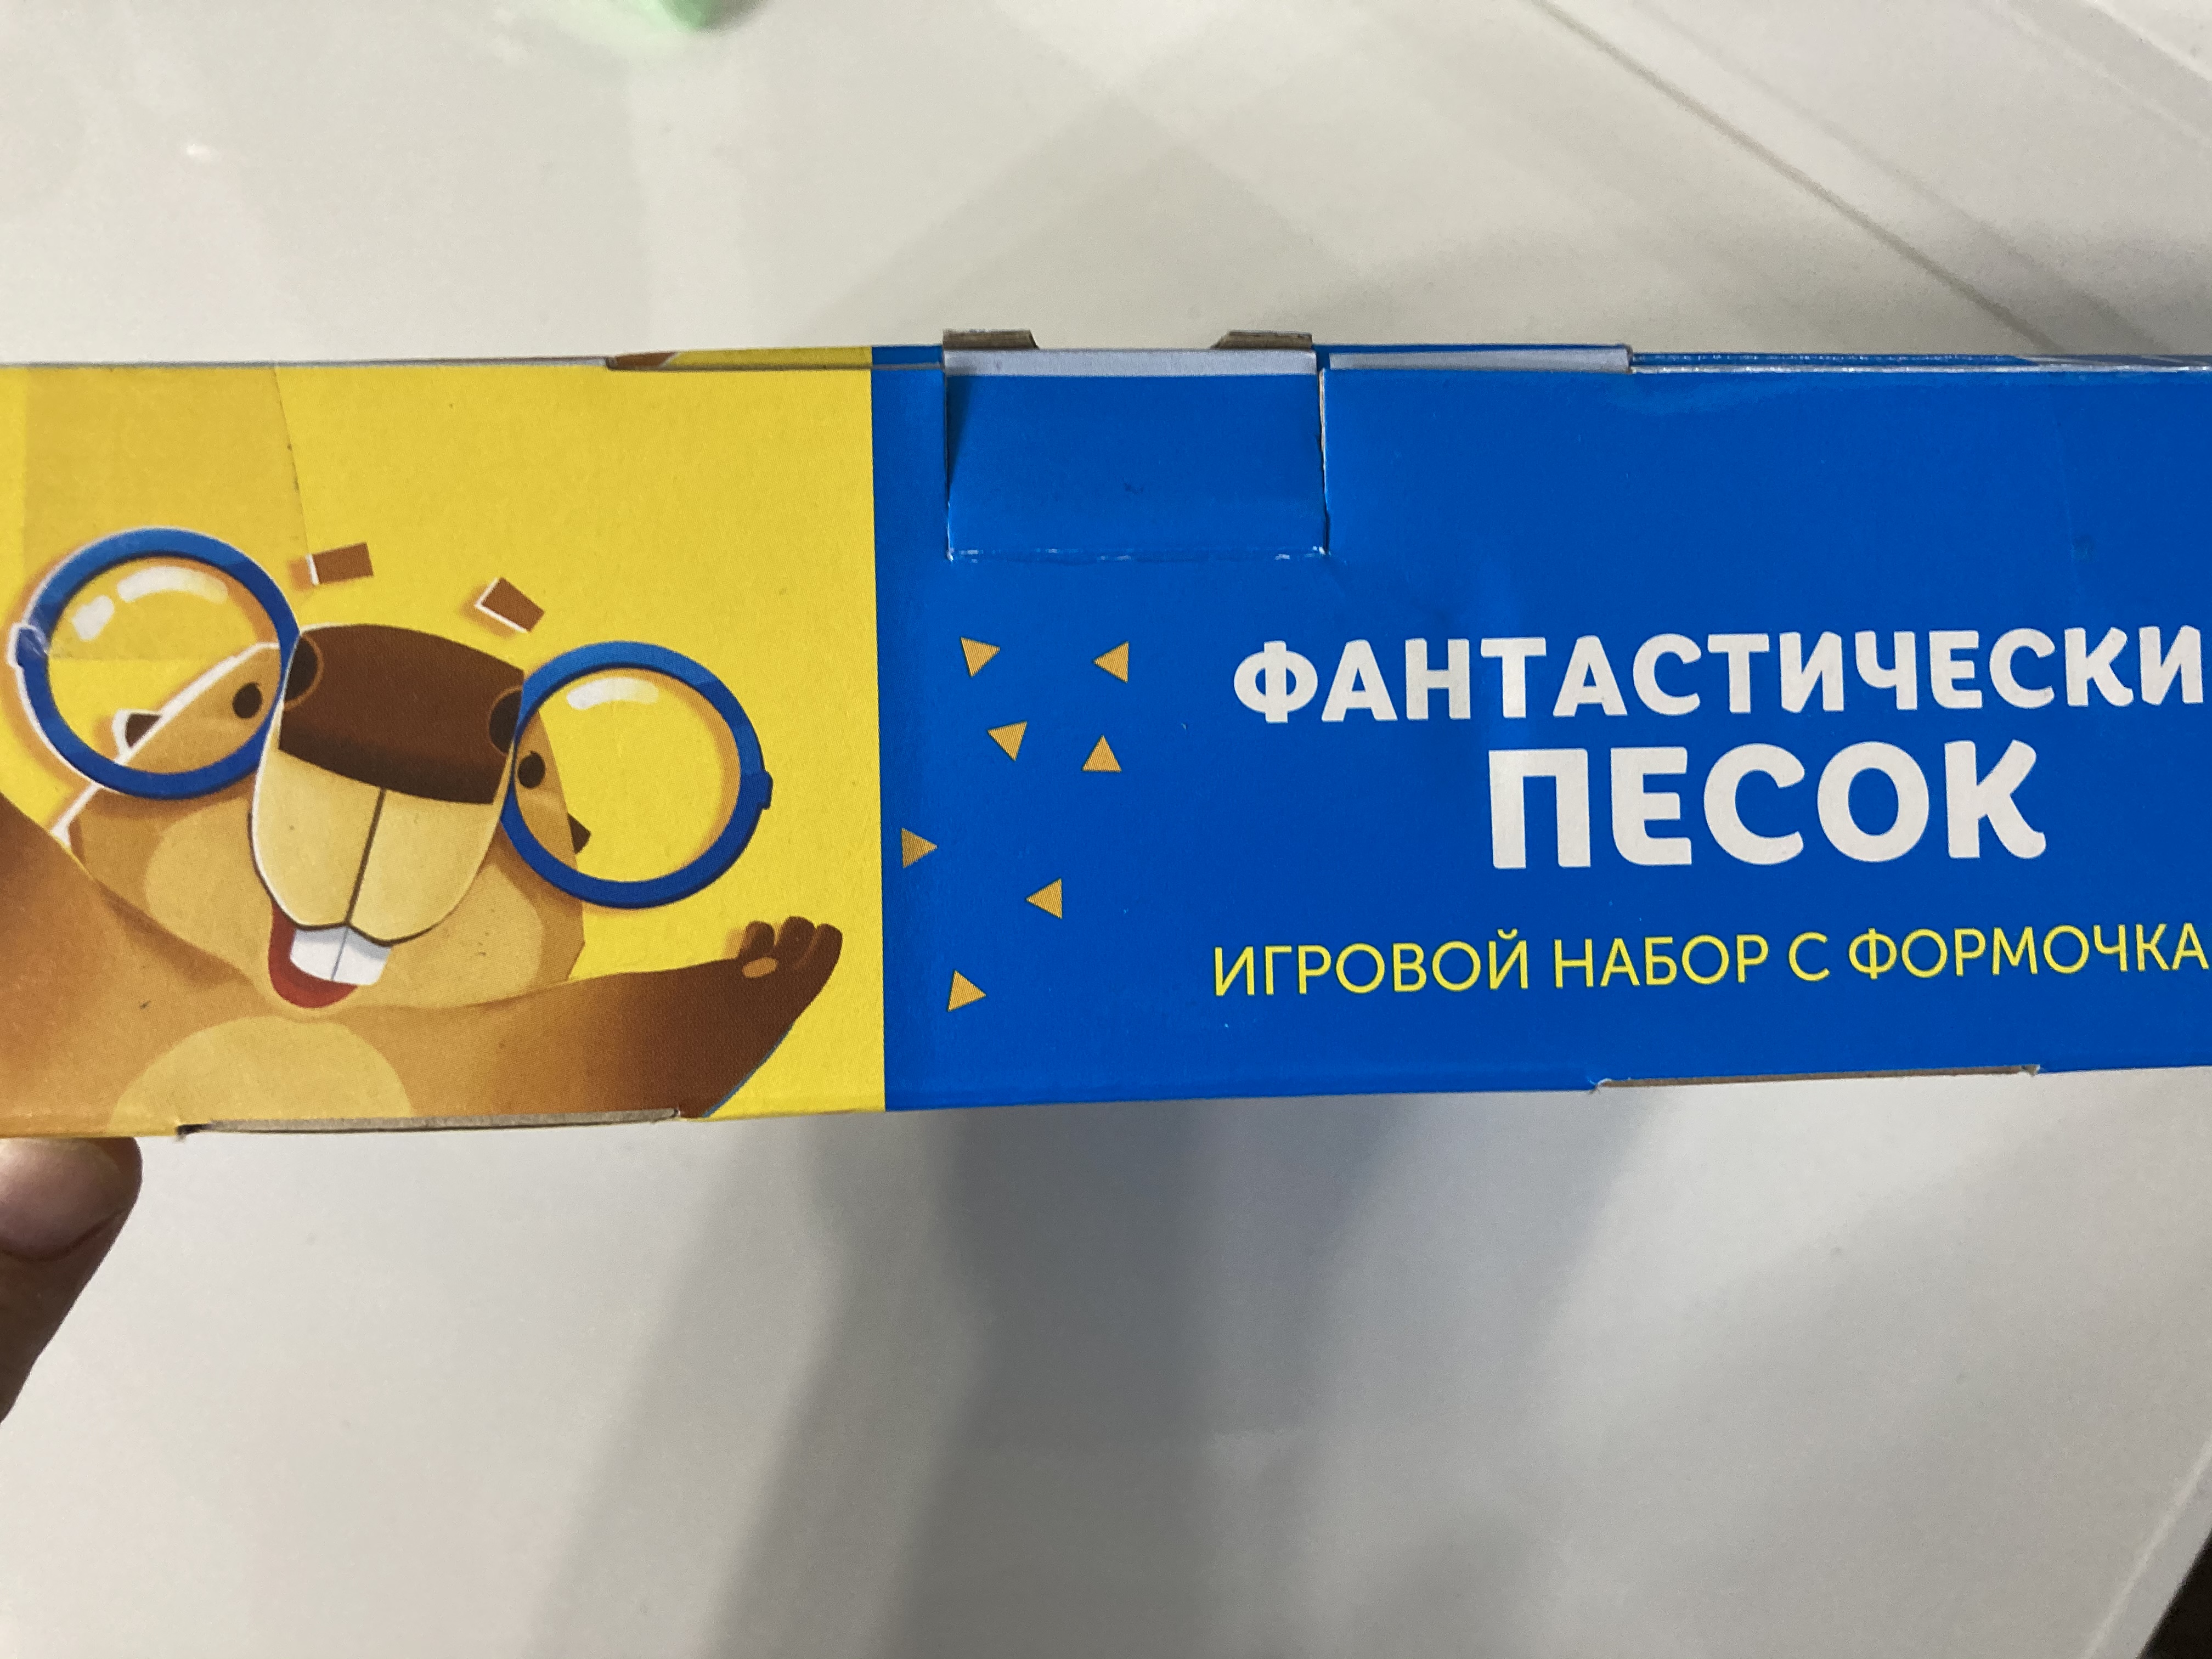 ФАНТАСТИЧЕСКИ
ПЕСОК
ИГРОВОЙ НАБОР С ФОРМОЧКА